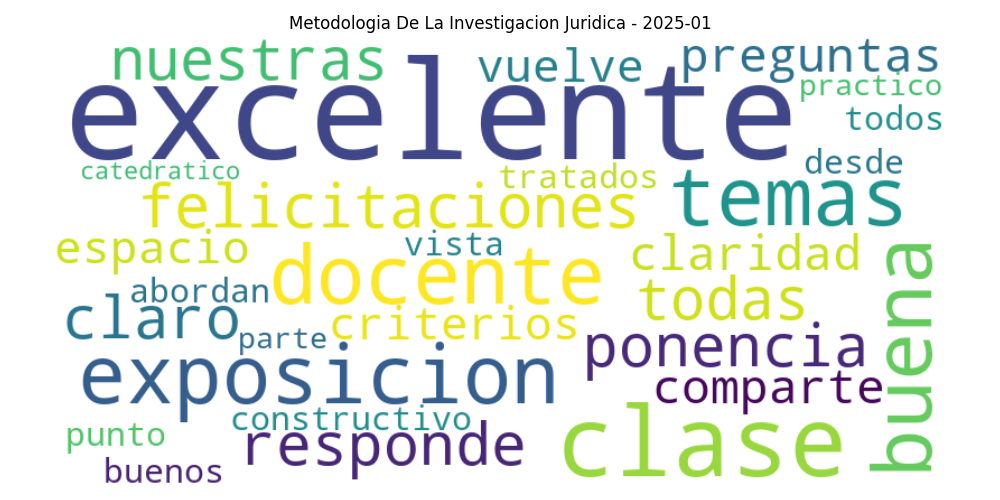 Metodologia De La Investigacion Juridica - 2025-01
nuestras
vuelve
preguntas
excelente
practico
todos
catedratico
tratados
desde
felicitaciones
temas
espacio
vista
claridad
docente
buena
abordan
todas
claro
parte
criterios
ponencia
exposicion
comparte
constructivo
clase
punto
responde
buenos